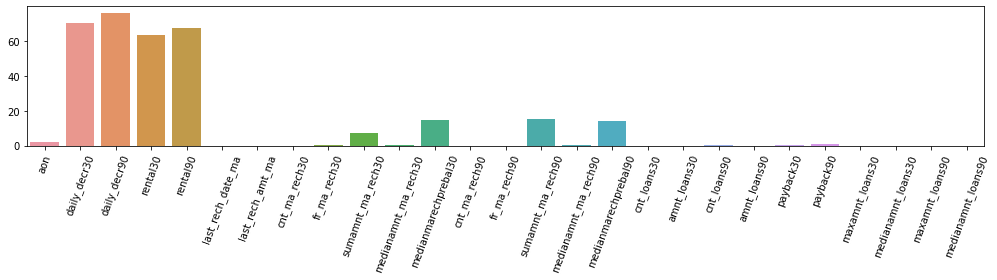 60
40
20
0
aon
daily_decr30
daily_decr90
rental30
rental90
last_rech_date_ma
last_rech_amt_ma
cnt_ma_rech30
fr_ma_rech30
sumamnt_ma_rech30
medianamnt_ma_rech30
medianmarechprebal30
cnt_ma_rech90
fr_ma_rech90
sumamnt_ma_rech90
medianamnt_ma_rech90
medianmarechprebal90
cnt_loans30
amnt_loans30
cnt_loans90
amnt_loans90
payback30
payback90
maxamnt_loans30
medianamnt_loans30
maxamnt_loans90
medianamnt_loans90